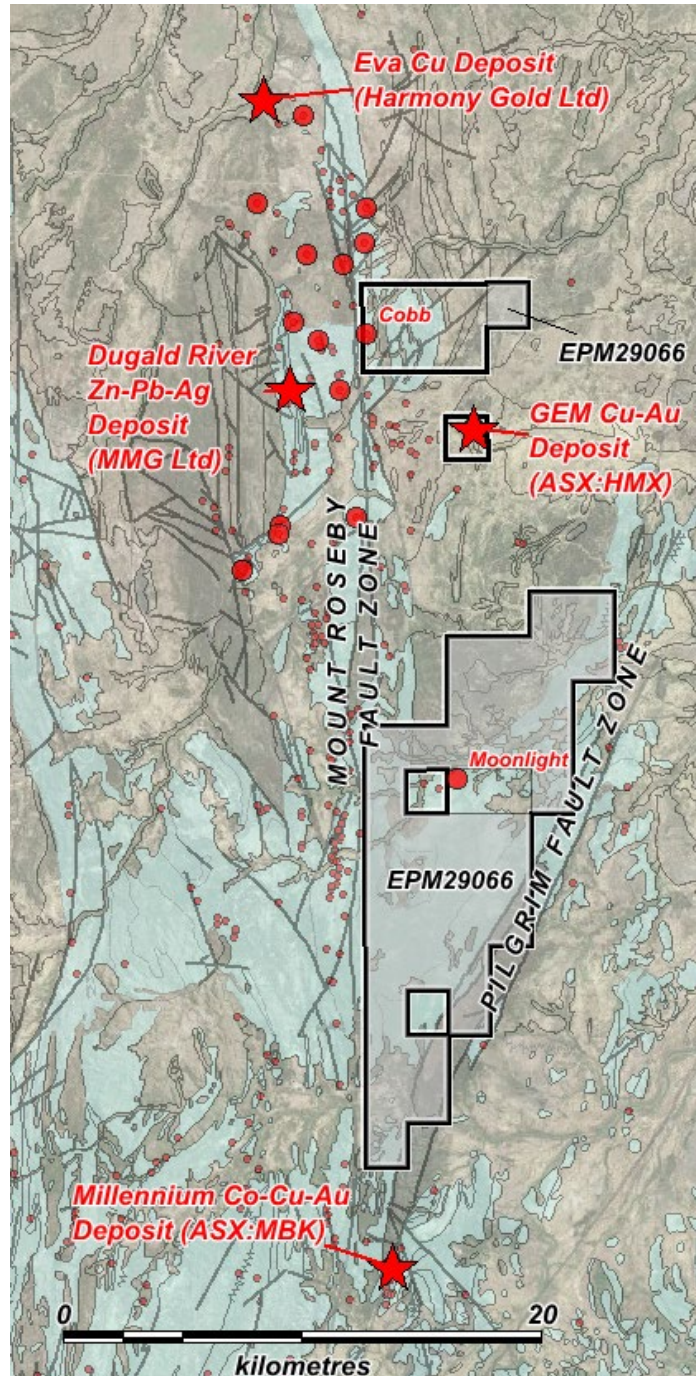 Eva Cu Deposit
(Harmony Gold Ltd)
Cobb
EPM29066
Dugald River
Zn-Pb-Ag
Deposit
(MMG Ltd)
GEM Cu-Au
Deposit
(ASX:HMX)
MOUNT ROSEBY
FAULT ZONE
PILGRIM FAULT ZONE
Moonlight
EPM29066
Millennium Co-Cu-Au
Deposit (ASX:MBK)
0
20
kilometres